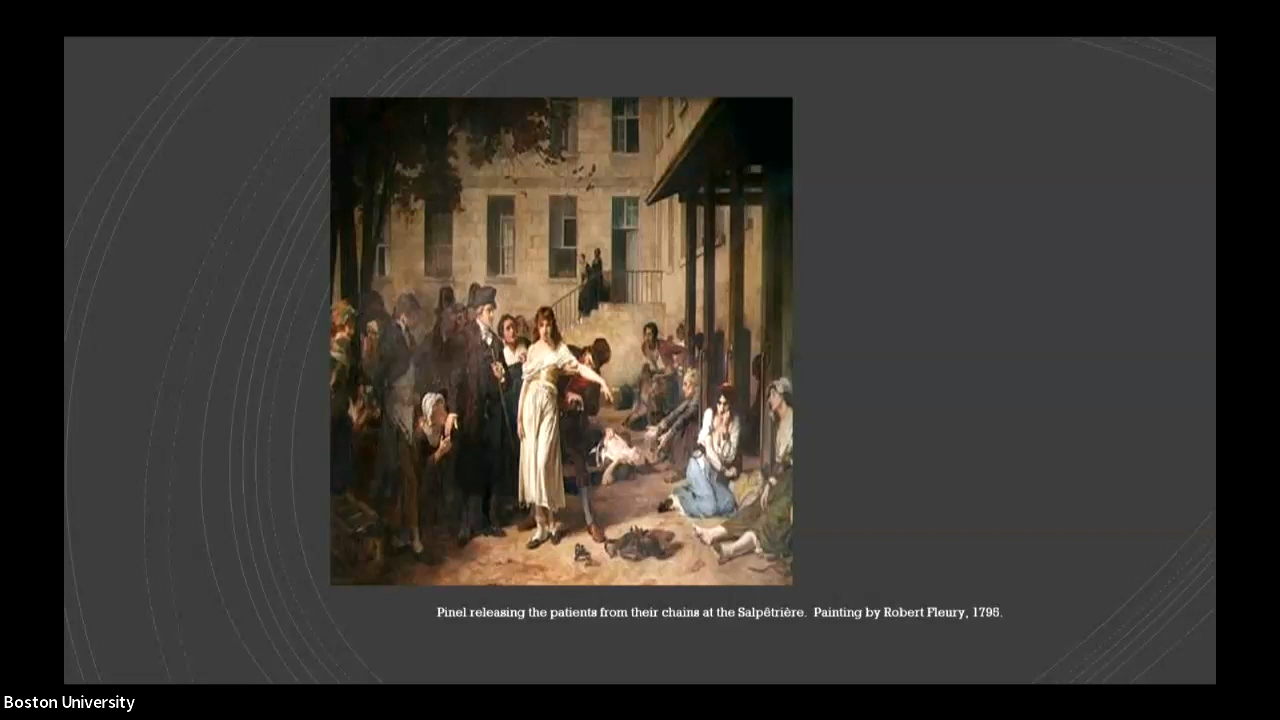 Pinel releasing the patients from their chains at the Salpêtrière. Painting by Robert Fleury, 1795.
Boston University